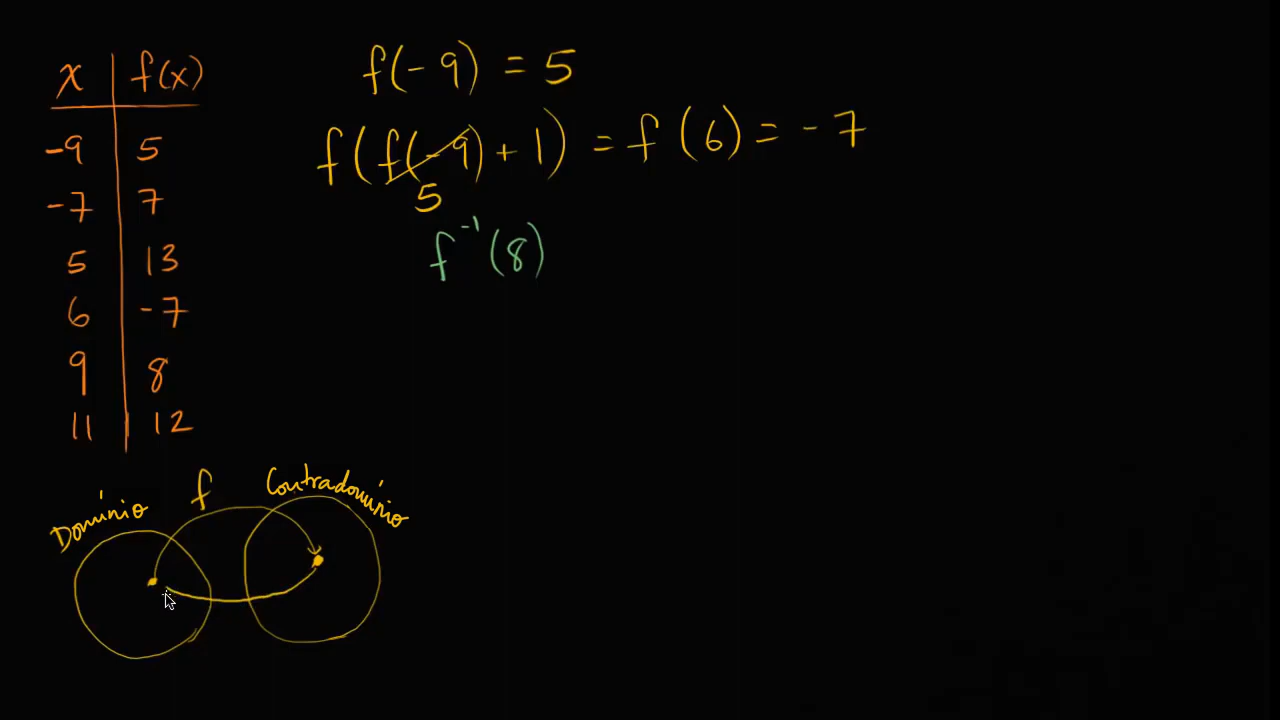 x f(x)
-9 5
-7 7
5 13
6 -7
9 8
11 12
f(-9) = 5
f(f(-9)+1) = f(6) = -7
5
f⁻¹(8)
Domínio f Contradomínio